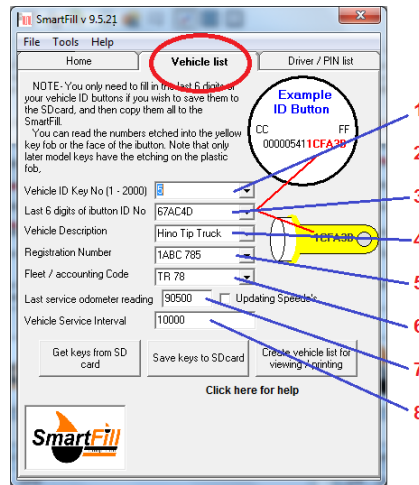 SmartFill v 9.5.21
File Tools Help
Home Vehicle list Driver / PIN list
NOTE- You only need to fill in the last 6 digits of
your vehicle ID buttons if you wish to save them to
the SDcard, and then copy them all to the
SmartFill.
You can read the numbers etched into the yellow
key fob or the face of the ibutton. Note that only
later model keys have the etching on the plastic
fob,
Example
ID Button
CC FF
000005411CFA3B
1
2
Vehicle ID Key No (1 - 2000) 5
3
Last 6 digits of ibutton ID No 67AC4D
Vehicle Description Hino Tip Truck
1CFA3B
4
Registration Number 1ABC 785
5
Fleet / accounting Code TR 78
Last service odometer reading 90500 Updating Speedo's
6
Vehicle Service Interval 10000
7
Get keys from SD
card
Save keys to SDcard
Create vehicle list for
viewing / printing
Click here for help
8
SmartFill